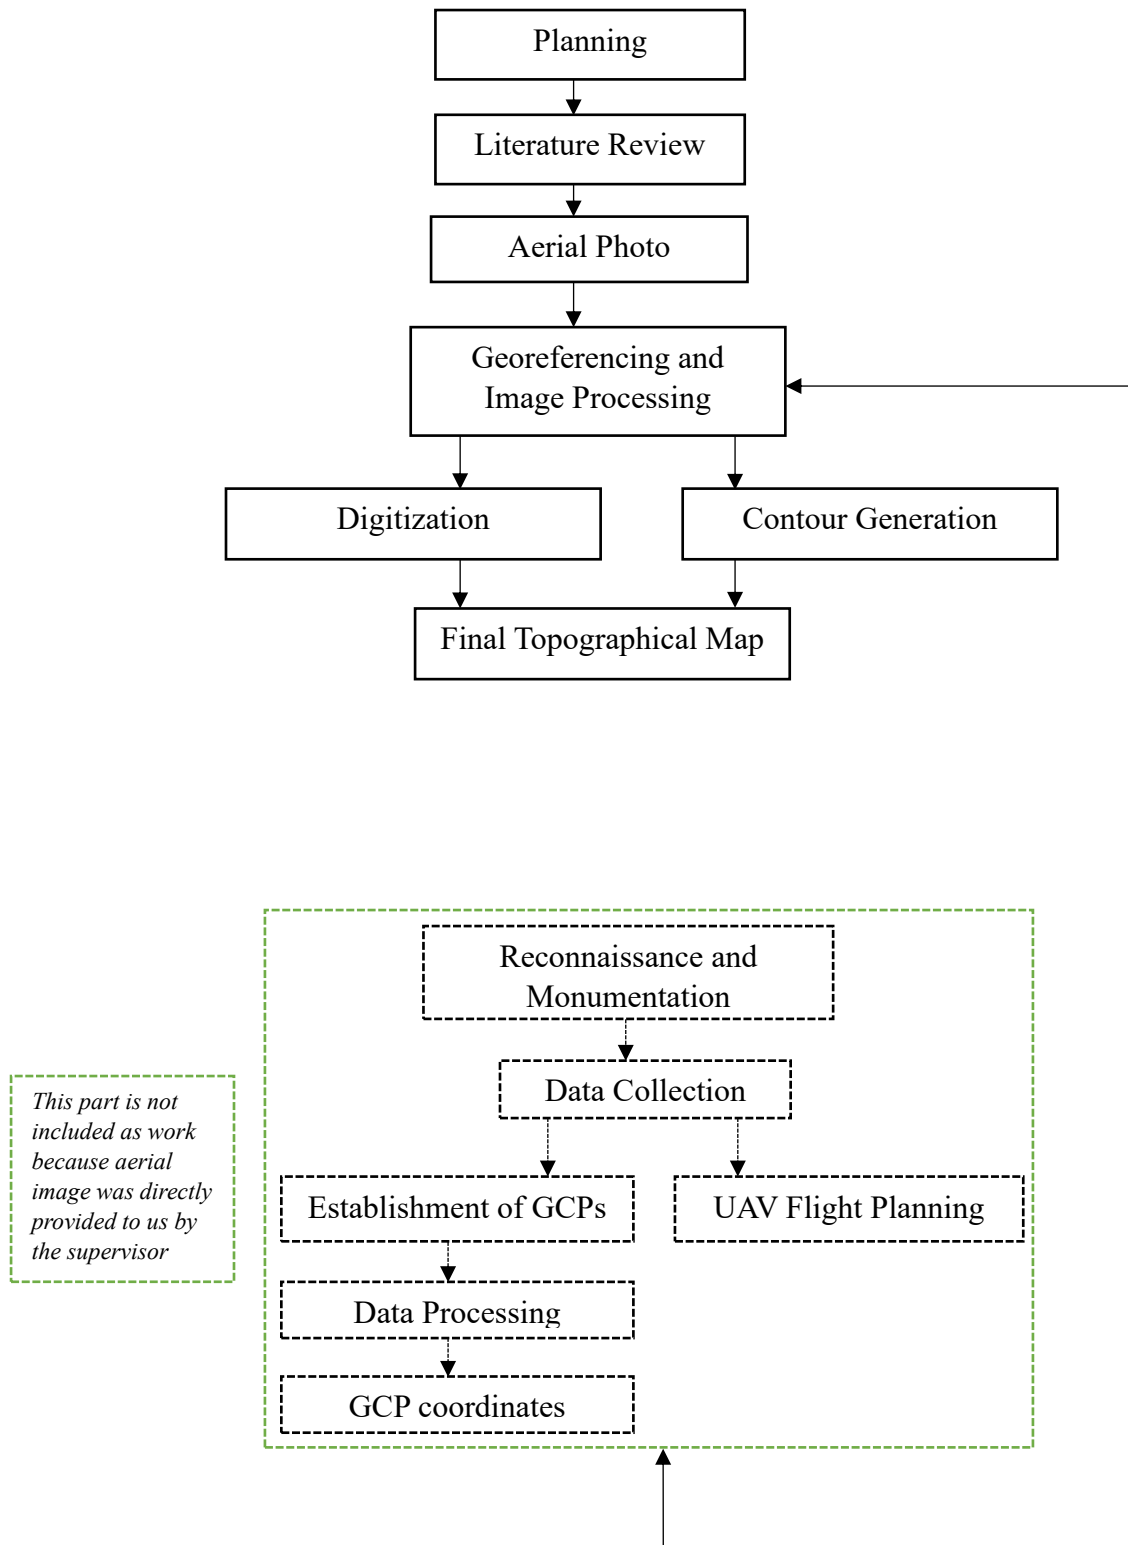 Planning
Literature Review
Aerial Photo
Georeferencing and
Image Processing
Digitization
Contour Generation
Final Topographical Map
Reconnaissance and
Monumentation
Data Collection
This part is not
included as work
because aerial
image was directly
provided to us by
the supervisor
Establishment of GCPs
UAV Flight Planning
Data Processing
GCP coordinates